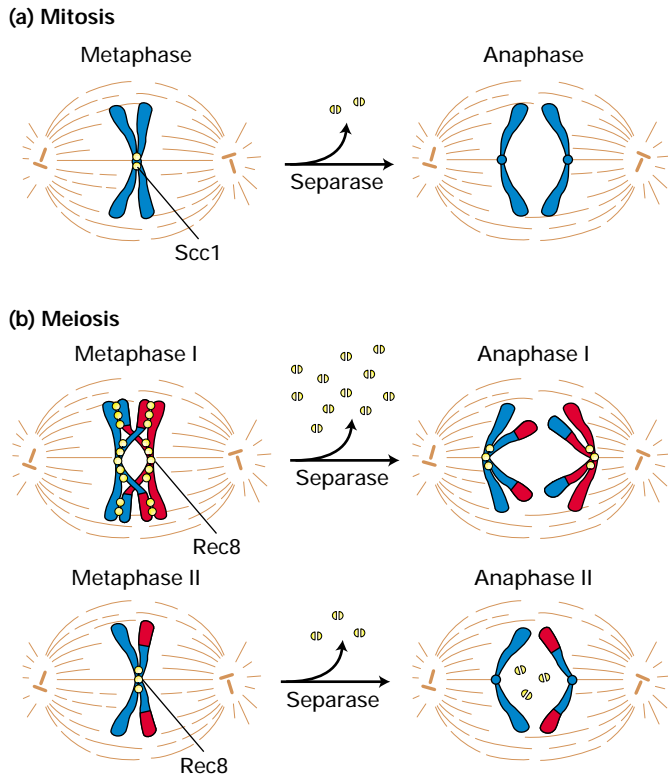 (a) Mitosis
Metaphase
Anaphase
Separase
Scc1
(b) Meiosis
Metaphase I
Anaphase I
Separase
Rec8
Metaphase II
Anaphase II
Separase
Rec8